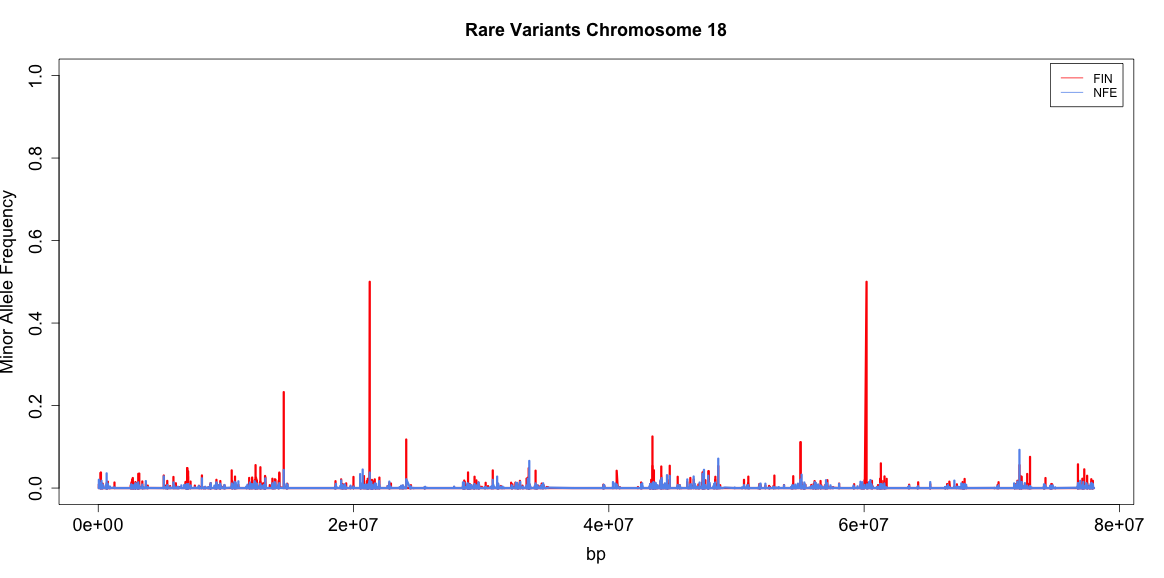 Rare Variants Chromosome 18
FIN
NFE
Minor Allele Frequency
1.0
0.8
0.6
0.4
0.2
0.0
0e+00
2e+07
4e+07
6e+07
8e+07
bp